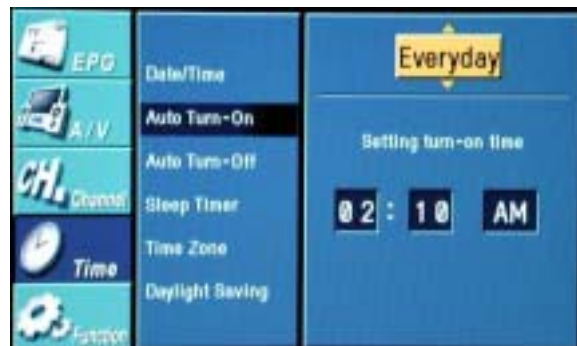 EPG
A/V
CH. Channel
Time
Function
Date/Time
Auto Turn-On
Auto Turn-Off
Sleep Timer
Time Zone
Daylight Saving
Everyday
Setting turn-on time
02 : 10 AM